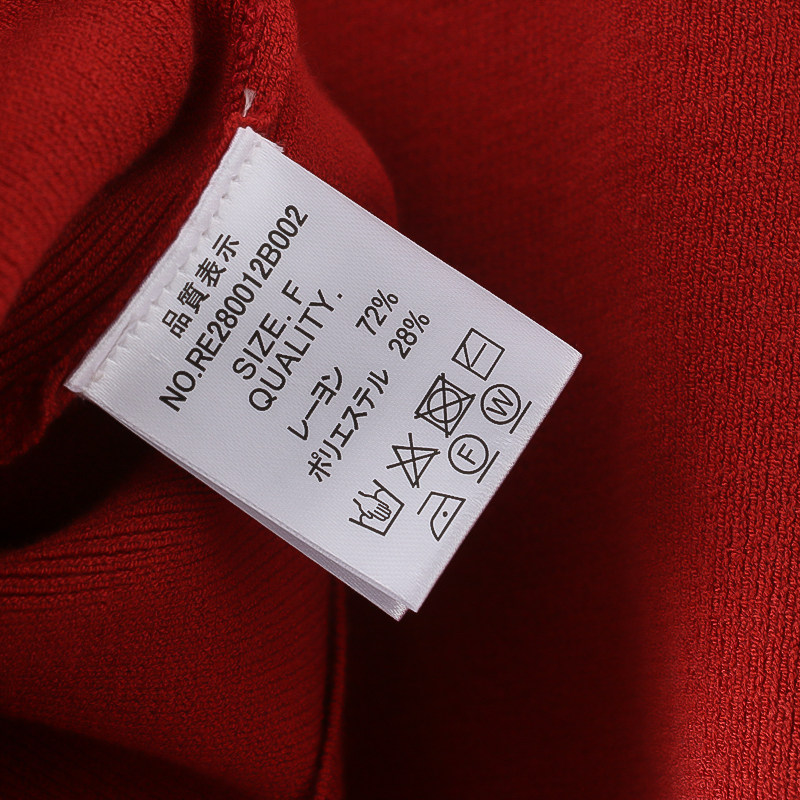 品質表示
NO.RE280012B002
SIZE. F
QUALITY.
レーヨン 72%
ポリエステル 28%
F W